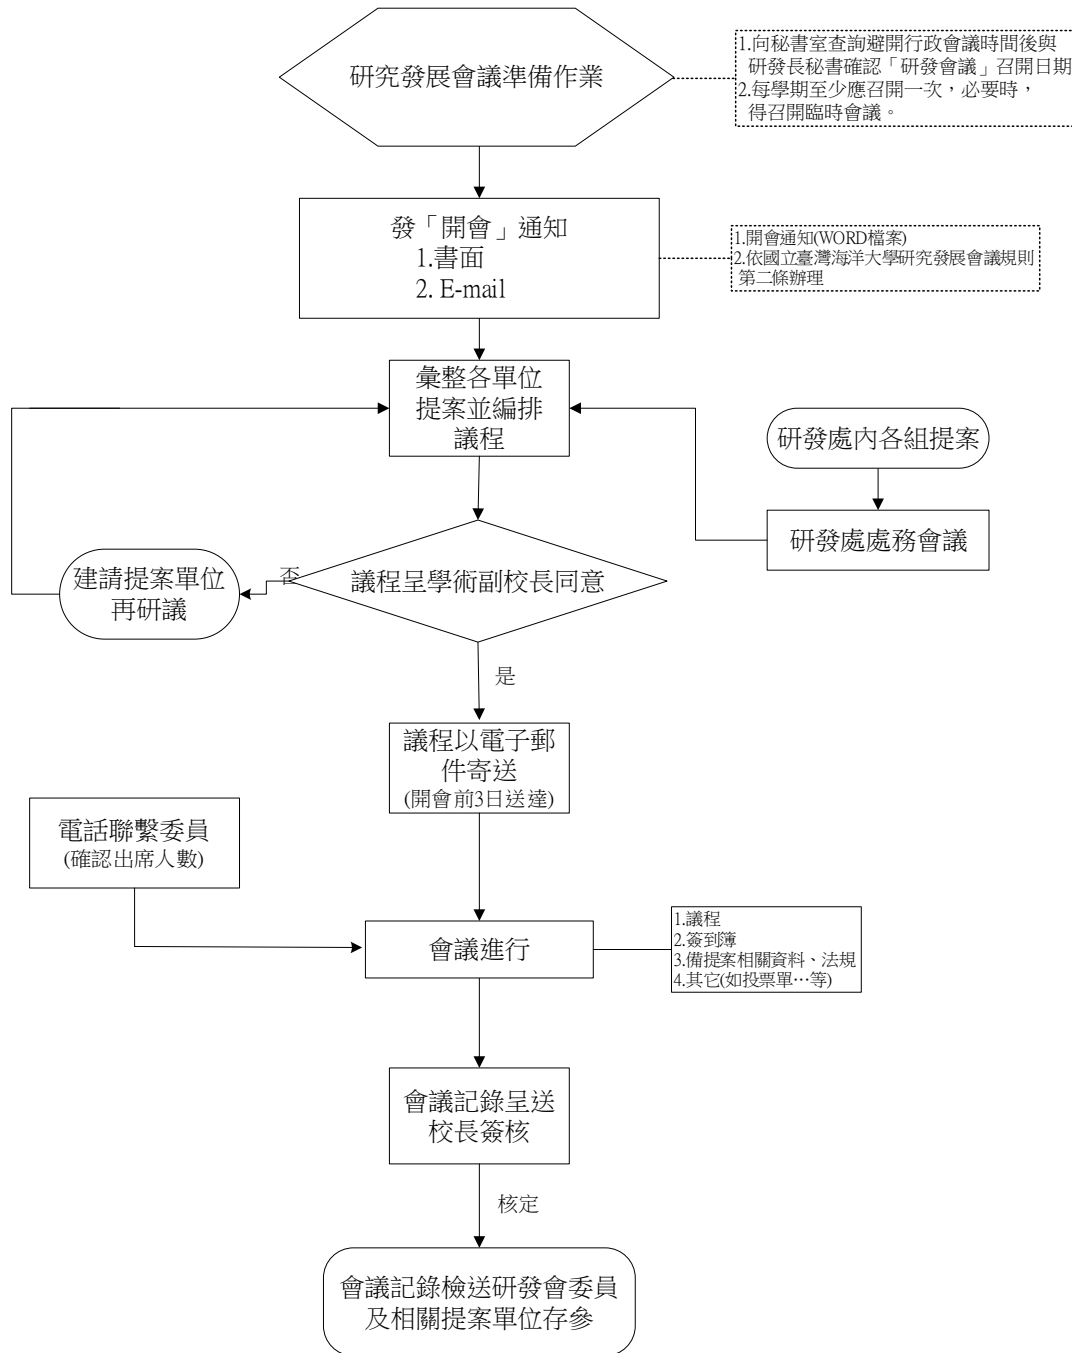 研究發展會議準備作業
1.向秘書室查詢避開行政會議時間後與
研發長秘書確認「研發會議」召開日期
2.每學期至少應召開一次，必要時，
得召開臨時會議。
發「開會」通知
1.書面
2. E-mail
1.開會通知(WORD檔案)
2.依國立臺灣海洋大學研究發展會議規則
第二條辦理
彙整各單位
提案並編排
議程
研發處內各組提案
研發處處務會議
議程呈學術副校長同意
否
建請提案單位
再研議
是
議程以電子郵
件寄送
(開會前3日送達)
電話聯繫委員
(確認出席人數)
會議進行
1.議程
2.簽到簿
3.備提案相關資料、法規
4.其它(如投票單…等)
會議記錄呈送
校長簽核
核定
會議記錄檢送研發會委員
及相關提案單位存參